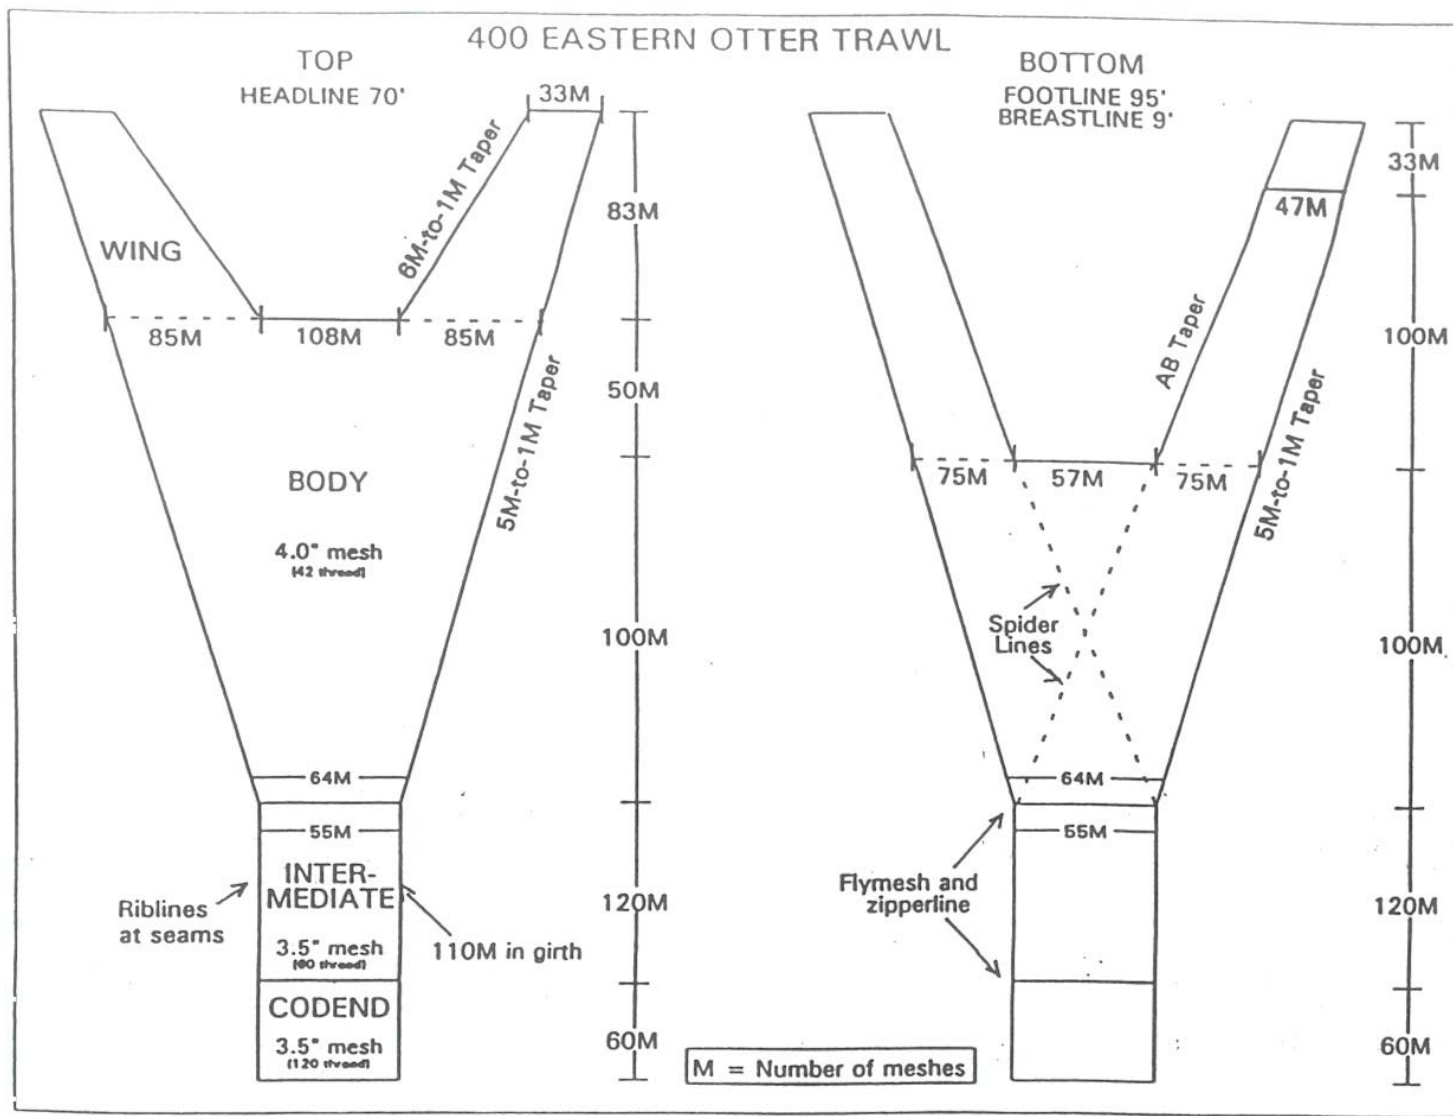 400 EASTERN OTTER TRAWL
TOP
HEADLINE 70'
33M
6M-to-1M Taper
83M
WING
85M
108M
85M
50M
5M-to-1M Taper
BODY
4.0" mesh
(42 thread)
100M
64M
55M
INTER-
MEDIATE
Riblines
at seams
3.5" mesh
(60 thread)
110M in girth
120M
CODEND
3.5" mesh
(120 thread)
60M
BOTTOM
FOOTLINE 95'
BREASTLINE 9'
33M
47M
AB Taper
100M
75M
57M
75M
5M-to-1M Taper
Spider
Lines
100M
64M
55M
Flymesh and
zipperline
120M
60M
M = Number of meshes